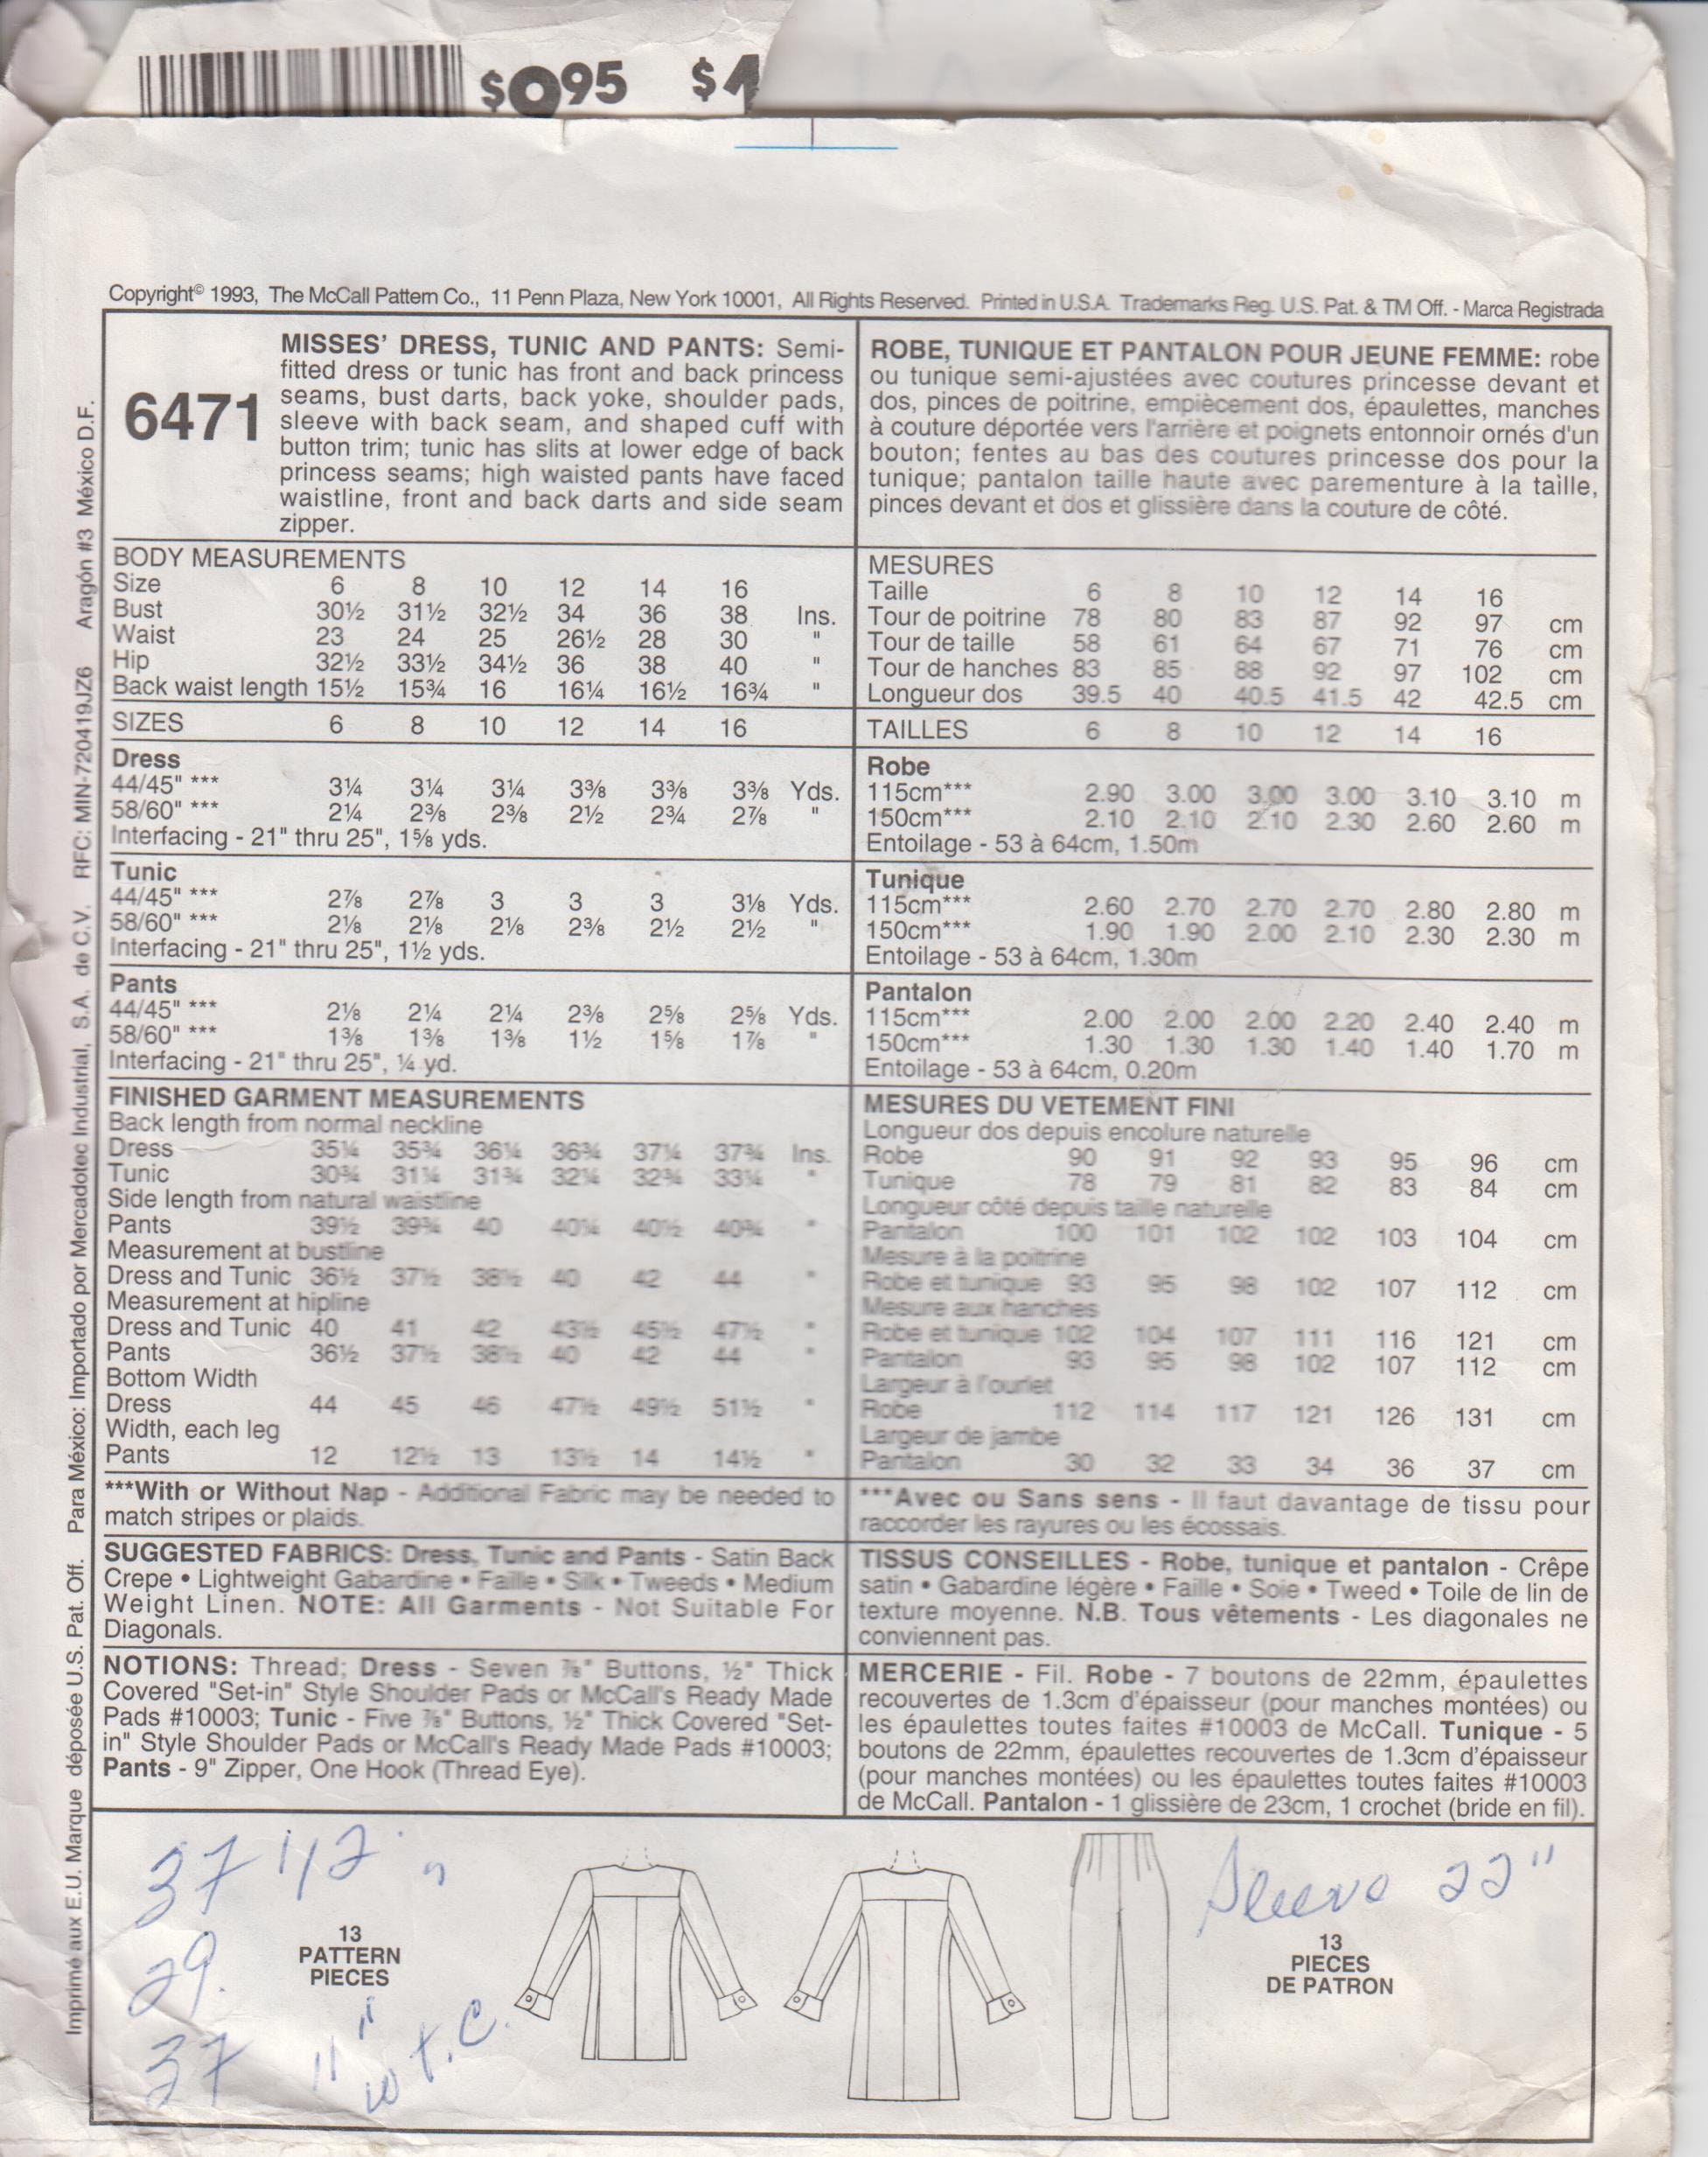 $9 95 $1
Copyright© 1993, The McCall Pattern Co., 11 Penn Plaza, New York 10001, All Rights Reserved. Printed in U.S.A. Trademarks Reg. U.S. Pat. & TM Off. - Marca Registrada
6471
MISSES' DRESS, TUNIC AND PANTS: Semi-
fitted dress or tunic has front and back princess
seams, bust darts, back yoke, shoulder pads,
sleeve with back seam, and shaped cuff with
button trim; tunic has slits at lower edge of back
princess seams; high waisted pants have faced
waistline, front and back darts and side seam
zipper.
BODY MEASUREMENTS
Size 6 8 10 12 14 16
Bust 30½ 31½ 32½ 34 36 38 Ins.
Waist 23 24 25 26½ 28 30 "
Hip 32½ 33½ 34½ 36 38 40 "
Back waist length 15½ 15¾ 16 16¼ 16½ 16¾ "
SIZES 6 8 10 12 14 16
Dress
44/45" *** 3¼ 3¼ 3¼ 3⅜ 3⅜ 3⅜ Yds.
58/60" *** 2¼ 2⅜ 2⅜ 2½ 2¾ 2⅞ "
Interfacing - 21" thru 25", 1⅝ yds.
Tunic
44/45" *** 2⅞ 2⅞ 3 3 3 3⅛ Yds.
58/60" *** 2⅛ 2⅛ 2⅛ 2⅜ 2½ 2½ "
Interfacing - 21" thru 25", 1½ yds.
Pants
44/45" *** 2⅛ 2¼ 2¼ 2⅜ 2⅝ 2⅝ Yds.
58/60" *** 1⅜ 1⅜ 1⅜ 1½ 1⅝ 1⅞ "
Interfacing - 21" thru 25", ¼ yd.
FINISHED GARMENT MEASUREMENTS
Back length from normal neckline
Dress 35¼ 35¾ 36¼ 36¾ 37¼ 37¾ Ins.
Tunic 30¾ 31¼ 31¾ 32¼ 32¾ 33¼ "
Side length from natural waistline
Pants 39½ 39¾ 40 40¼ 40½ 40¾ "
Measurement at bustline
Dress and Tunic 36½ 37½ 38½ 40 42 44 "
Measurement at hipline
Dress and Tunic 40 41 42 43½ 45½ 47½ "
Pants 36½ 37½ 38½ 40 42 44 "
Bottom Width
Dress 44 45 46 47½ 49½ 51½ "
Width, each leg
Pants 12 12½ 13 13½ 14 14½ "
***With or Without Nap - Additional Fabric may be needed to
match stripes or plaids.
SUGGESTED FABRICS: Dress, Tunic and Pants - Satin Back
Crepe • Lightweight Gabardine • Faille • Silk • Tweeds • Medium
Weight Linen. NOTE: All Garments - Not Suitable For
Diagonals.
NOTIONS: Thread; Dress - Seven ⅞" Buttons, ½" Thick
Covered "Set-in" Style Shoulder Pads or McCall's Ready Made
Pads #10003; Tunic - Five ⅞" Buttons, ½" Thick Covered "Set-
in" Style Shoulder Pads or McCall's Ready Made Pads #10003;
Pants - 9" Zipper, One Hook (Thread Eye).
ROBE, TUNIQUE ET PANTALON POUR JEUNE FEMME: robe
ou tunique semi-ajustées avec coutures princesse devant et
dos, pinces de poitrine, empiècement dos, épaulettes, manches
à couture déportée vers l'arrière et poignets entonnoir ornés d'un
bouton; fentes au bas des coutures princesse dos pour la
tunique; pantalon taille haute avec parementure à la taille,
pinces devant et dos et glissière dans la couture de côté.
MESURES
Taille 6 8 10 12 14 16
Tour de poitrine 78 80 83 87 92 97 cm
Tour de taille 58 61 64 67 71 76 cm
Tour de hanches 83 85 88 92 97 102 cm
Longueur dos 39.5 40 40.5 41.5 42 42.5 cm
TAILLES 6 8 10 12 14 16
Robe
115cm*** 2.90 3.00 3.00 3.00 3.10 3.10 m
150cm*** 2.10 2.10 2.10 2.30 2.60 2.60 m
Entoilage - 53 à 64cm, 1.50m
Tunique
115cm*** 2.60 2.70 2.70 2.70 2.80 2.80 m
150cm*** 1.90 1.90 2.00 2.10 2.30 2.30 m
Entoilage - 53 à 64cm, 1.30m
Pantalon
115cm*** 2.00 2.00 2.00 2.20 2.40 2.40 m
150cm*** 1.30 1.30 1.30 1.40 1.40 1.70 m
Entoilage - 53 à 64cm, 0.20m
MESURES DU VETEMENT FINI
Longueur dos depuis encolure naturelle
Robe 90 91 92 93 95 96 cm
Tunique 78 79 81 82 83 84 cm
Longueur côté depuis taille naturelle
Pantalon 100 101 102 102 103 104 cm
Mesure à la poitrine
Robe et tunique 93 95 98 102 107 112 cm
Mesure aux hanches
Robe et tunique 102 104 107 111 116 121 cm
Pantalon 93 95 98 102 107 112 cm
Largeur à l'ourlet
Robe 112 114 117 121 126 131 cm
Largeur de jambe
Pantalon 30 32 33 34 36 37 cm
***Avec ou Sans sens - Il faut davantage de tissu pour
raccorder les rayures ou les écossais.
TISSUS CONSEILLES - Robe, tunique et pantalon - Crêpe
satin • Gabardine légère • Faille • Soie • Tweed • Toile de lin de
texture moyenne. N.B. Tous vêtements - Les diagonales ne
conviennent pas.
MERCERIE - Fil. Robe - 7 boutons de 22mm, épaulettes
recouvertes de 1.3cm d'épaisseur (pour manches montées) ou
les épaulettes toutes faites #10003 de McCall. Tunique - 5
boutons de 22mm, épaulettes recouvertes de 1.3cm d'épaisseur
(pour manches montées) ou les épaulettes toutes faites #10003
de McCall. Pantalon - 1 glissière de 23cm, 1 crochet (bride en fil).
37 1/2 "
29.
37 11" w t.C.
13
PATTERN
PIECES
Sleeve 22"
13
PIECES
DE PATRON
Imprimé aux E.U. Marque déposée U.S. Pat. Off. Para México: Importado por Mercadotec Industrial, S.A. de C.V. RFC: MIN-720419JZ6 Aragón #3 México D.F.